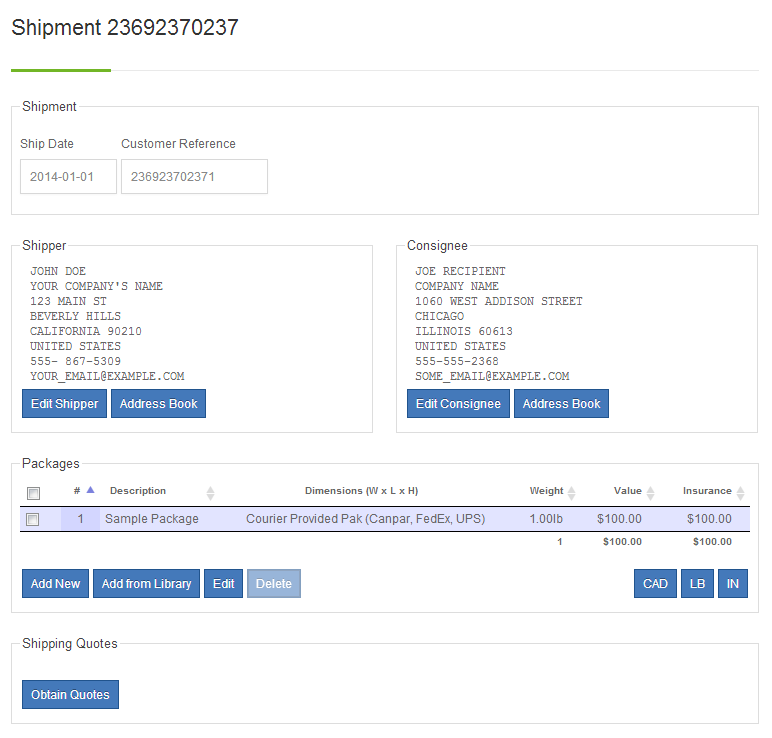 Shipment 23692370237
Shipment
Ship Date Customer Reference
2014-01-01 236923702371
Shipper
JOHN DOE
YOUR COMPANY'S NAME
123 MAIN ST
BEVERLY HILLS
CALIFORNIA 90210
UNITED STATES
555- 867-5309
YOUR_EMAIL@EXAMPLE.COM
Edit Shipper Address Book
Consignee
JOE RECIPIENT
COMPANY NAME
1060 WEST ADDISON STREET
CHICAGO
ILLINOIS 60613
UNITED STATES
555-555-2368
SOME_EMAIL@EXAMPLE.COM
Edit Consignee Address Book
Packages
# Description Dimensions (W x L x H) Weight Value Insurance
1 Sample Package Courier Provided Pak (Canpar, FedEx, UPS) 1.00lb $100.00 $100.00
1 $100.00 $100.00
Add New Add from Library Edit Delete CAD LB IN
Shipping Quotes
Obtain Quotes